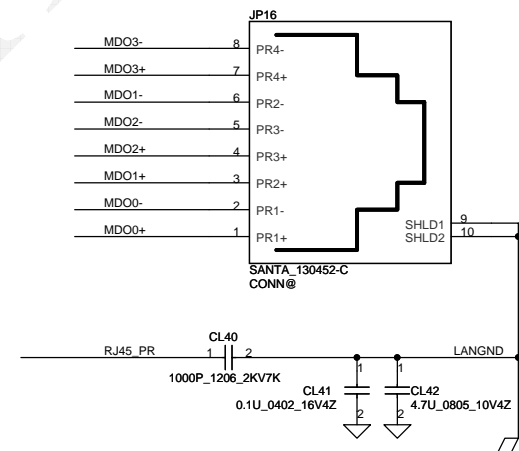 JP16
MDO3- 8 PR4-
MDO3+ 7 PR4+
MDO1- 6 PR2-
MDO2- 5 PR3-
MDO2+ 4 PR3+
MDO1+ 3 PR2+
MDO0- 2 PR1-
MDO0+ 1 PR1+
SHLD1 9
SHLD2 10
SANTA_130452-C
CONN@
CL40
RJ45_PR 1 2 LANGND
1000P_1206_2KV7K
1 1
CL41 CL42
0.1U_0402_16V4Z 4.7U_0805_10V4Z
2 2